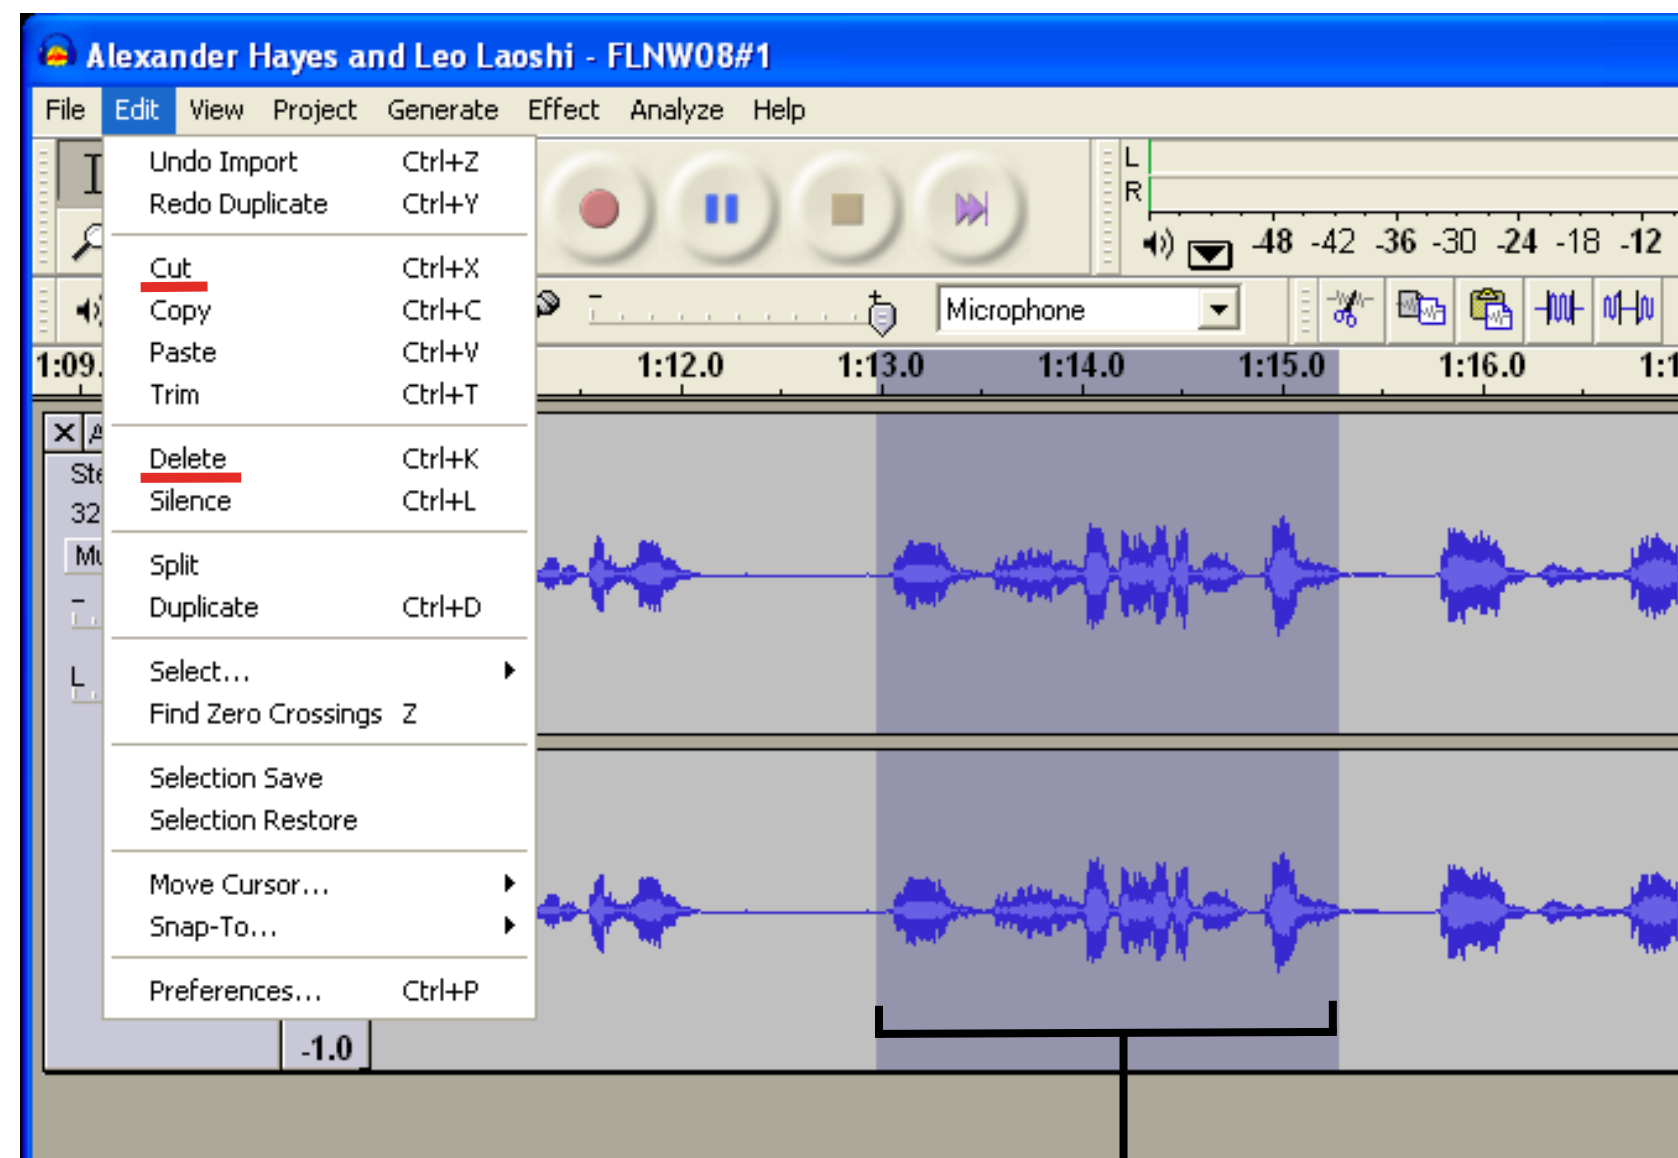 Alexander Hayes and Leo Laoshi - FLNW08#1
File Edit View Project Generate Effect Analyze Help
Undo Import Ctrl+Z
Redo Duplicate Ctrl+Y
Cut Ctrl+X
Copy Ctrl+C
Paste Ctrl+V
Trim Ctrl+T
Delete Ctrl+K
Silence Ctrl+L
Split
Duplicate Ctrl+D
Select...
Find Zero Crossings Z
Selection Save
Selection Restore
Move Cursor...
Snap-To...
Preferences... Ctrl+P
L
R
-48 -42 -36 -30 -24 -18 -12
- + Microphone
1:09. 1:12.0 1:13.0 1:14.0 1:15.0 1:16.0
32
L
-1.0